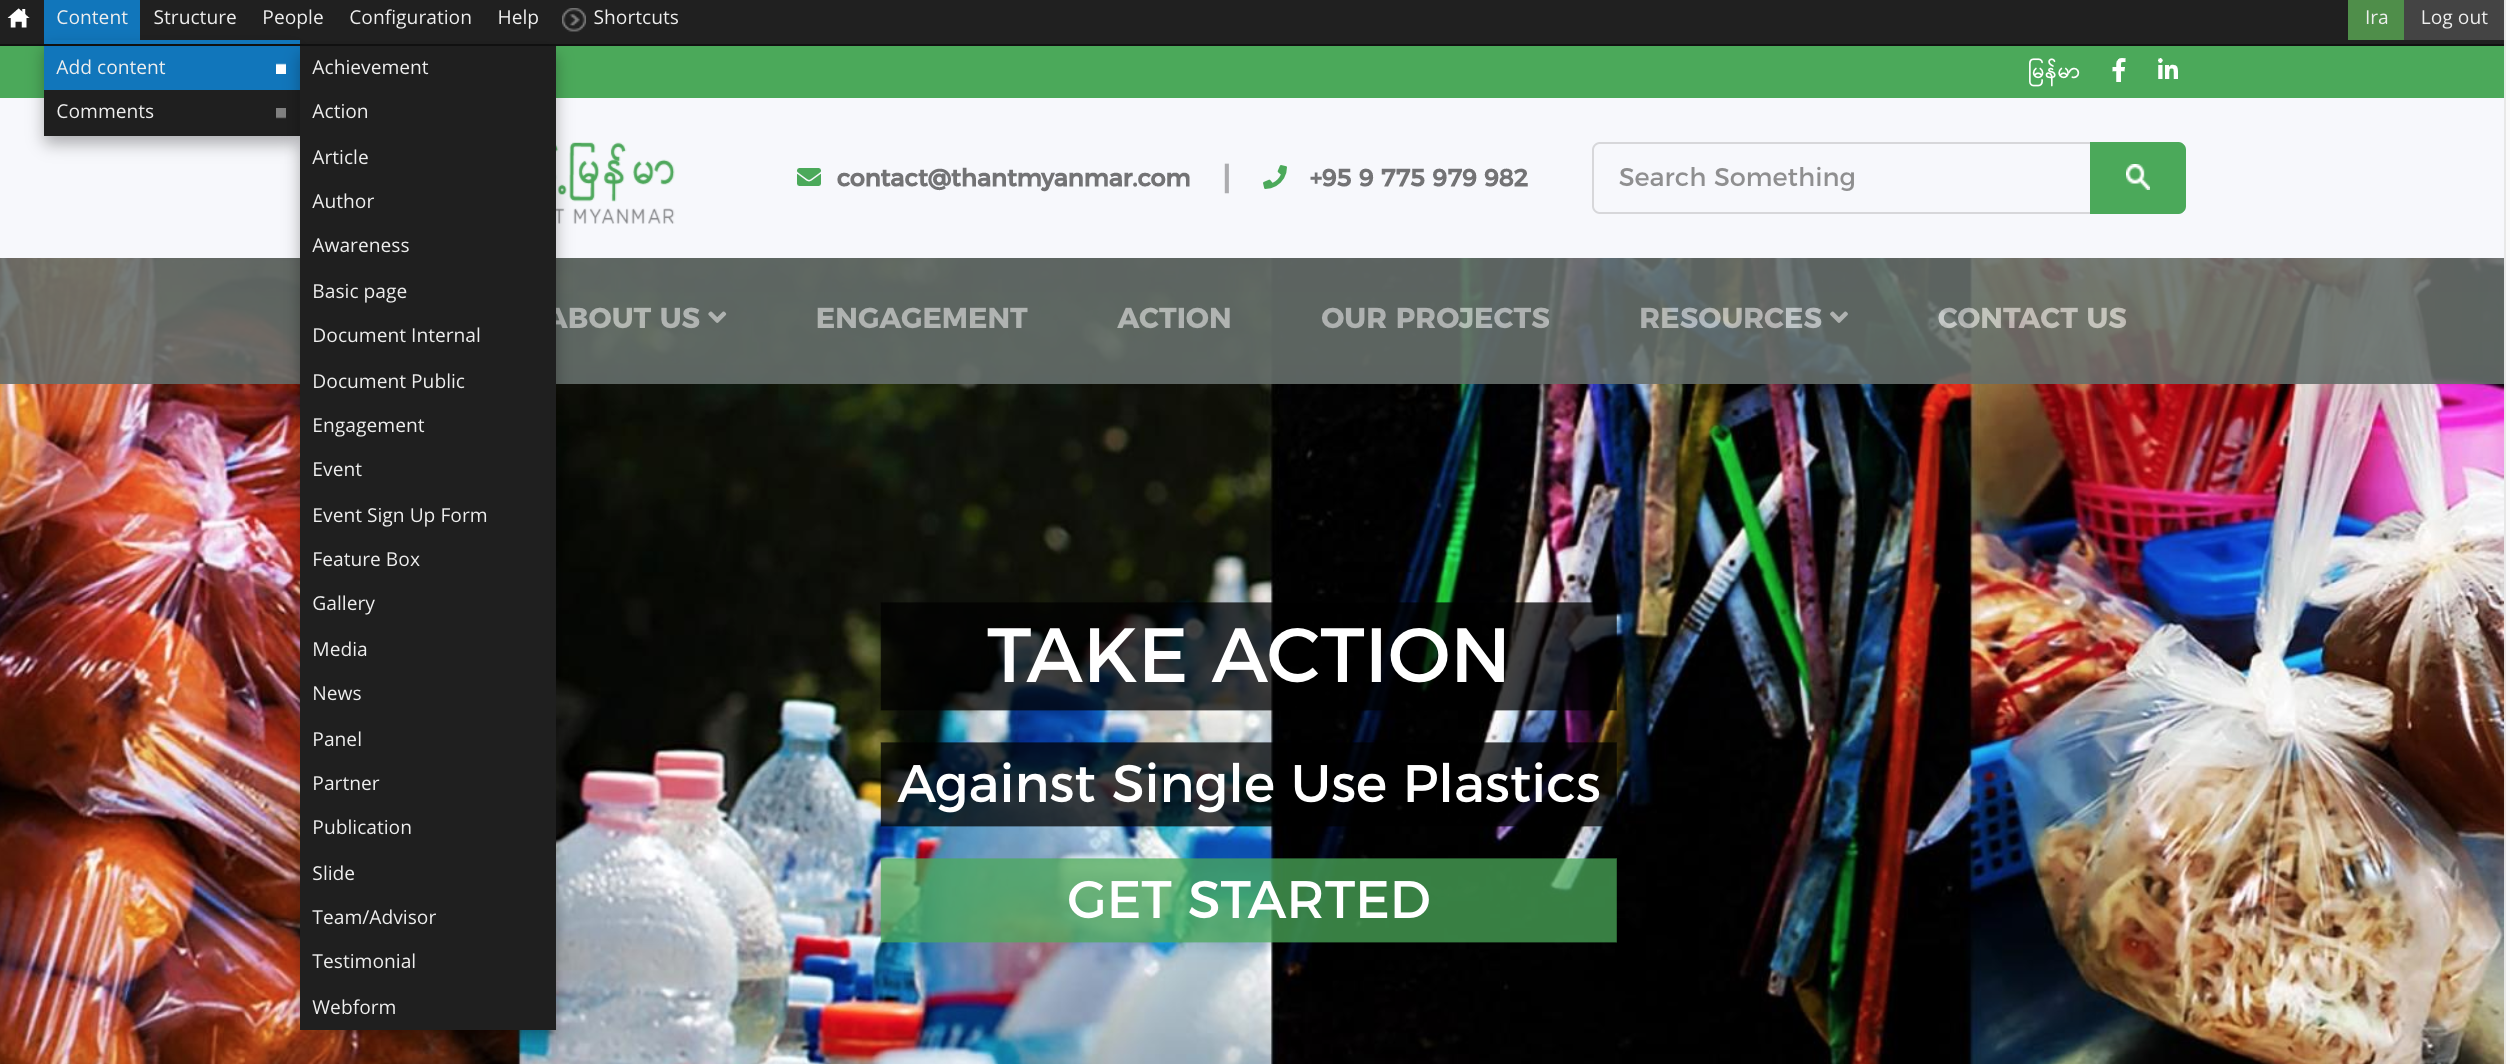 Content Structure People Configuration Help Shortcuts Ira Log out
Add content
Comments
Achievement
Action
Article
Author
Awareness
Basic page
Document Internal
Document Public
Engagement
Event
Event Sign Up Form
Feature Box
Gallery
Media
News
Panel
Partner
Publication
Slide
Team/Advisor
Testimonial
Webform
မြန်မာ
မြန်မာ
MYANMAR
contact@thantmyanmar.com | +95 9 775 979 982
Search Something
ABOUT US ENGAGEMENT ACTION OUR PROJECTS RESOURCES CONTACT US
TAKE ACTION
Against Single Use Plastics
GET STARTED